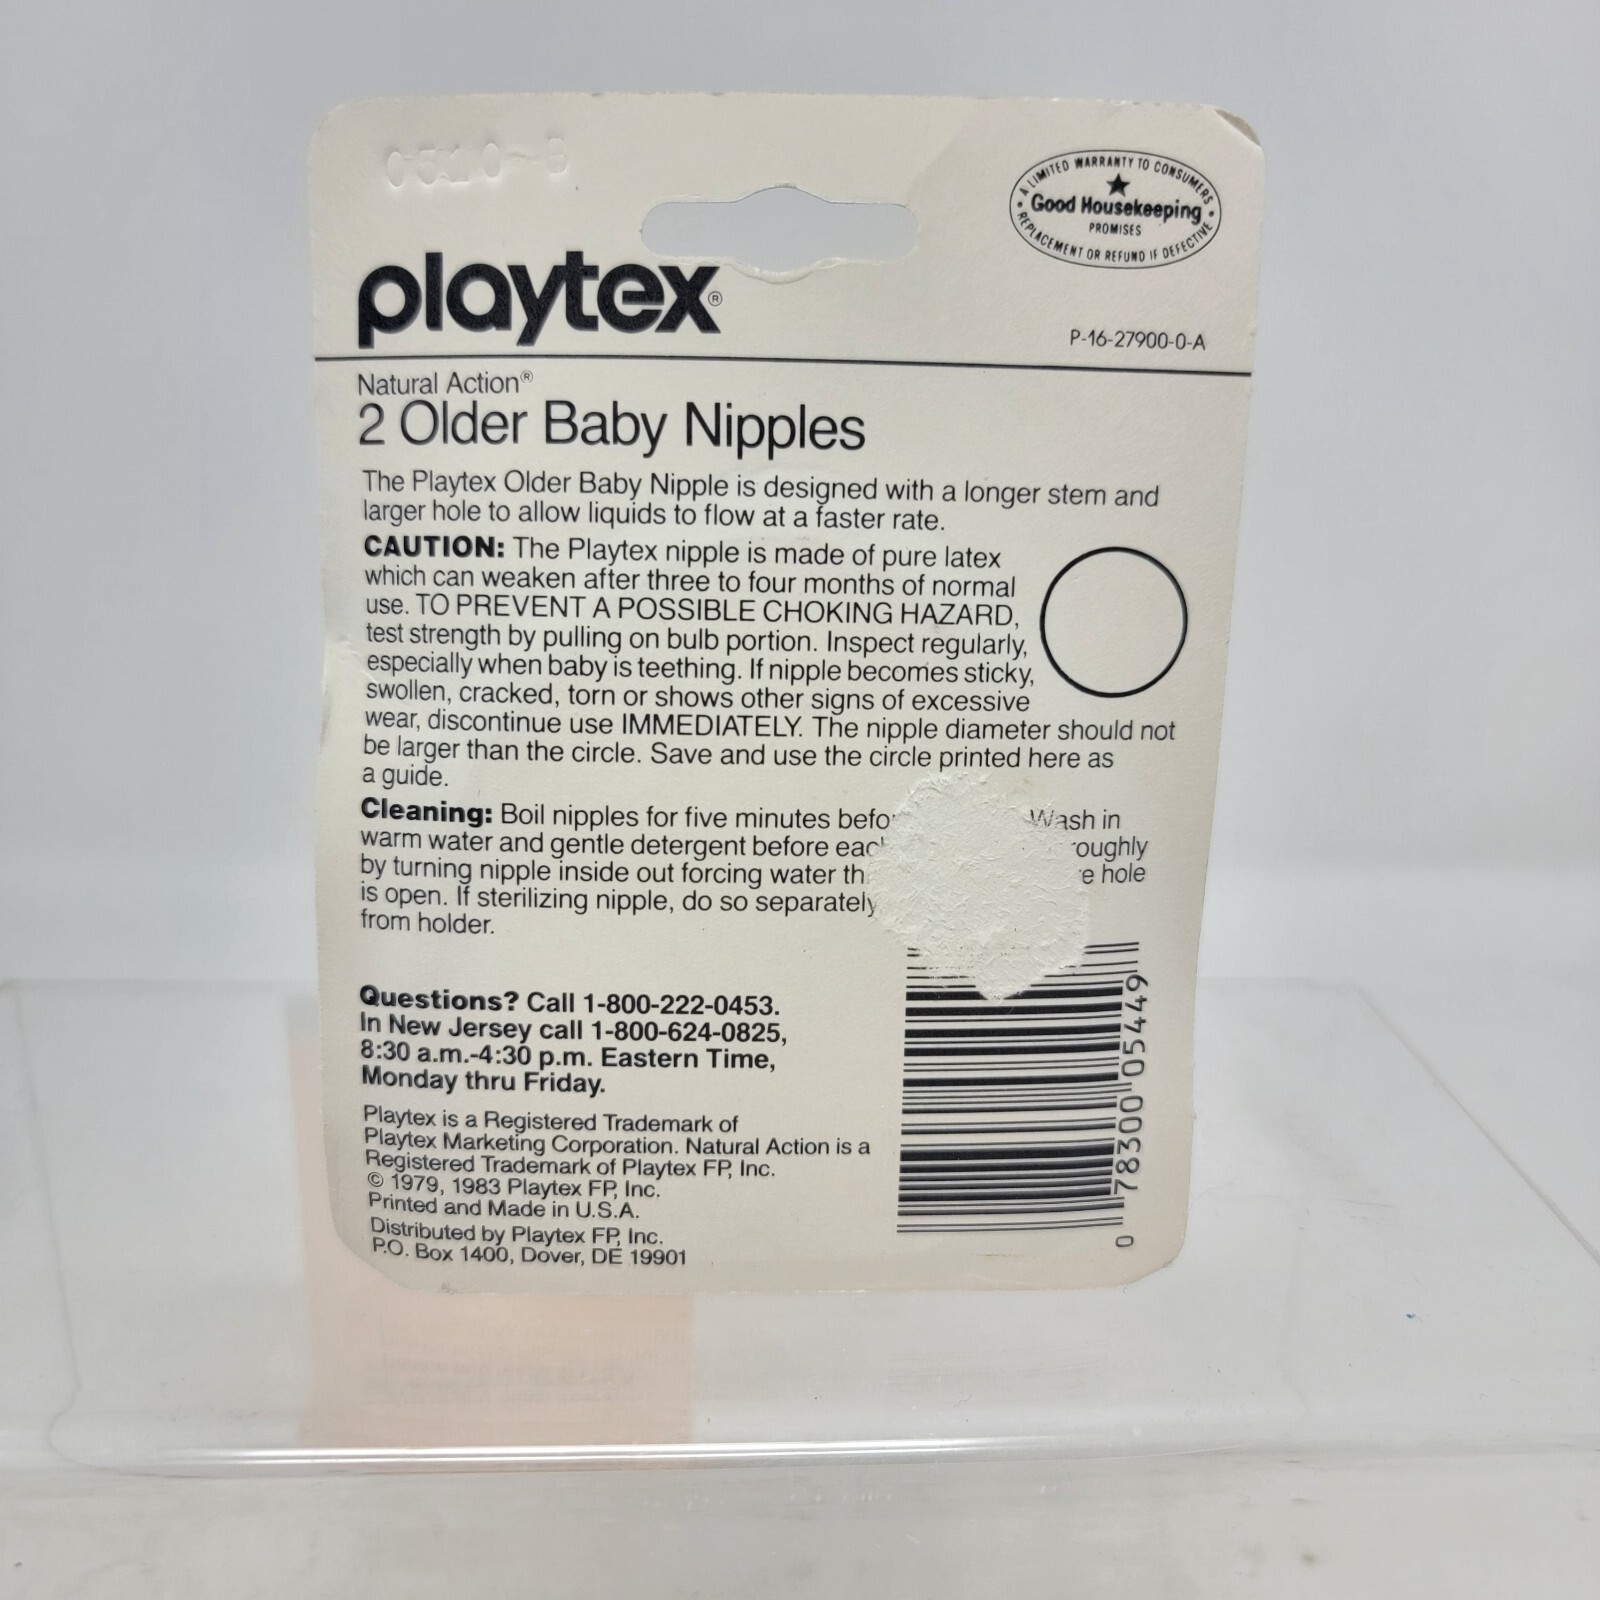 A LIMITED WARRANTY TO CONSUMERS
Good Housekeeping
PROMISES
REPLACEMENT OR REFUND IF DEFECTIVE
playtex®
P-16-27900-0-A
Natural Action®
2 Older Baby Nipples
The Playtex Older Baby Nipple is designed with a longer stem and
larger hole to allow liquids to flow at a faster rate.
CAUTION: The Playtex nipple is made of pure latex
which can weaken after three to four months of normal
use. TO PREVENT A POSSIBLE CHOKING HAZARD,
test strength by pulling on bulb portion. Inspect regularly,
especially when baby is teething. If nipple becomes sticky,
swollen, cracked, torn or shows other signs of excessive
wear, discontinue use IMMEDIATELY. The nipple diameter should not
be larger than the circle. Save and use the circle printed here as
a guide.
Cleaning: Boil nipples for five minutes Wash in
warm water and gentle detergent before
by turning nipple inside out forcing water hole
is open. If sterilizing nipple, do so separately
from holder.
Questions? Call 1-800-222-0453.
In New Jersey call 1-800-624-0825,
8:30 a.m.-4:30 p.m. Eastern Time,
Monday thru Friday.
Playtex is a Registered Trademark of
Playtex Marketing Corporation. Natural Action is a
Registered Trademark of Playtex FP, Inc.
© 1979, 1983 Playtex FP, Inc.
Printed and Made in U.S.A.
Distributed by Playtex FP, Inc.
P.O. Box 1400, Dover, DE 19901
0 78300 05449